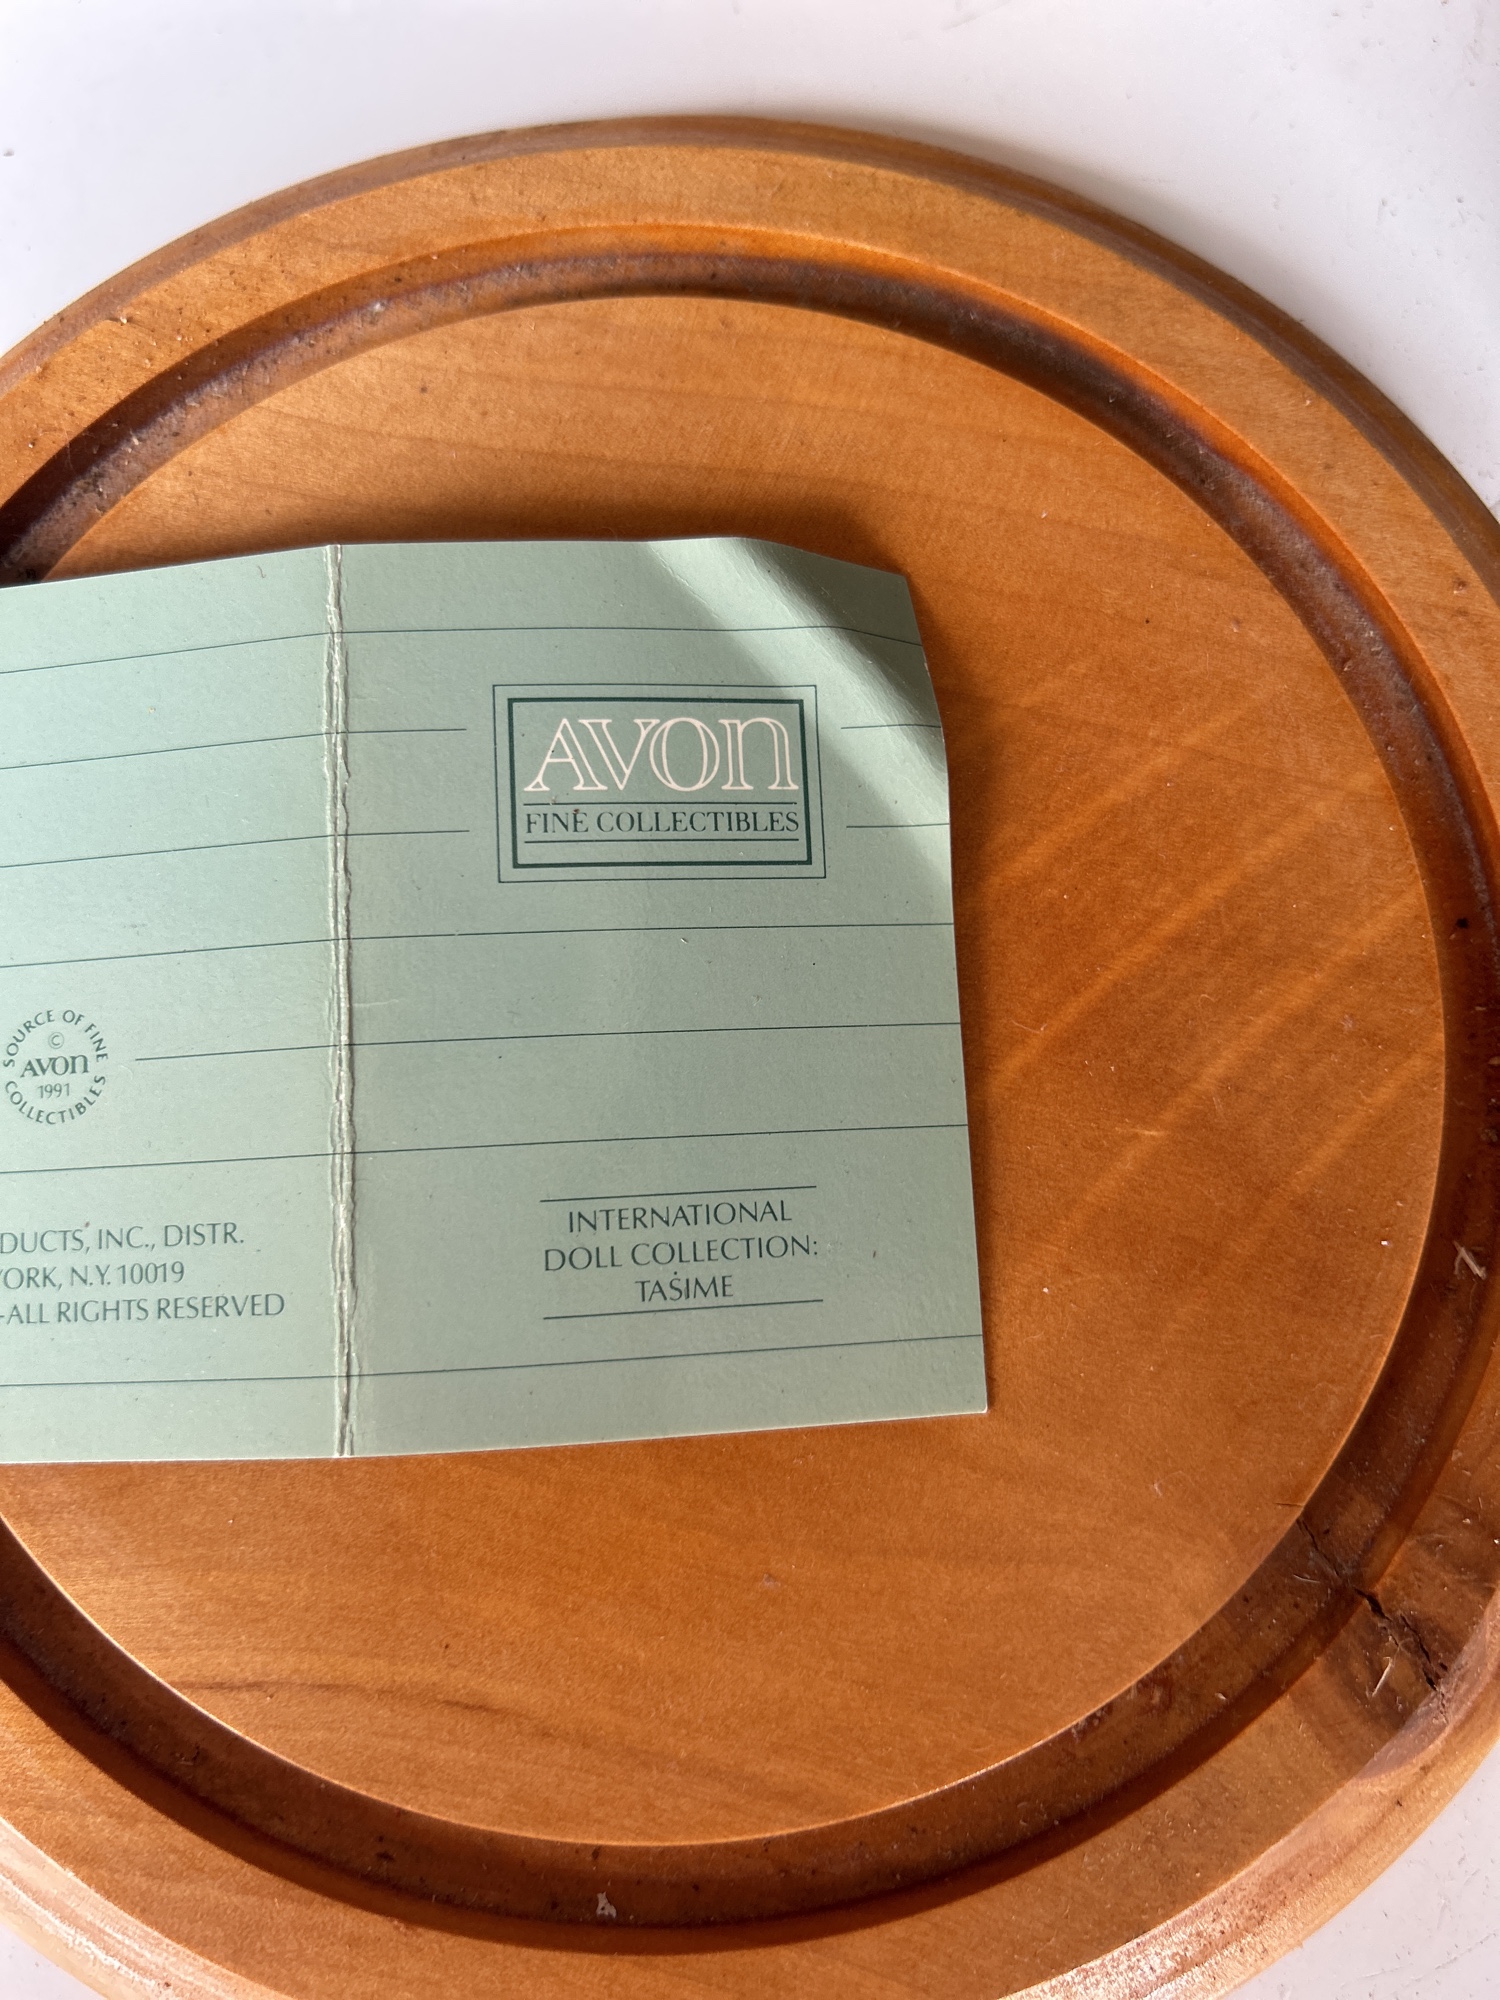 SOURCE OF FINE
©
AVON
1991
COLLECTIBLES
DUCTS, INC., DISTR.
YORK, N.Y. 10019
-ALL RIGHTS RESERVED
AVON
FINE COLLECTIBLES
INTERNATIONAL
DOLL COLLECTION:
TASIME